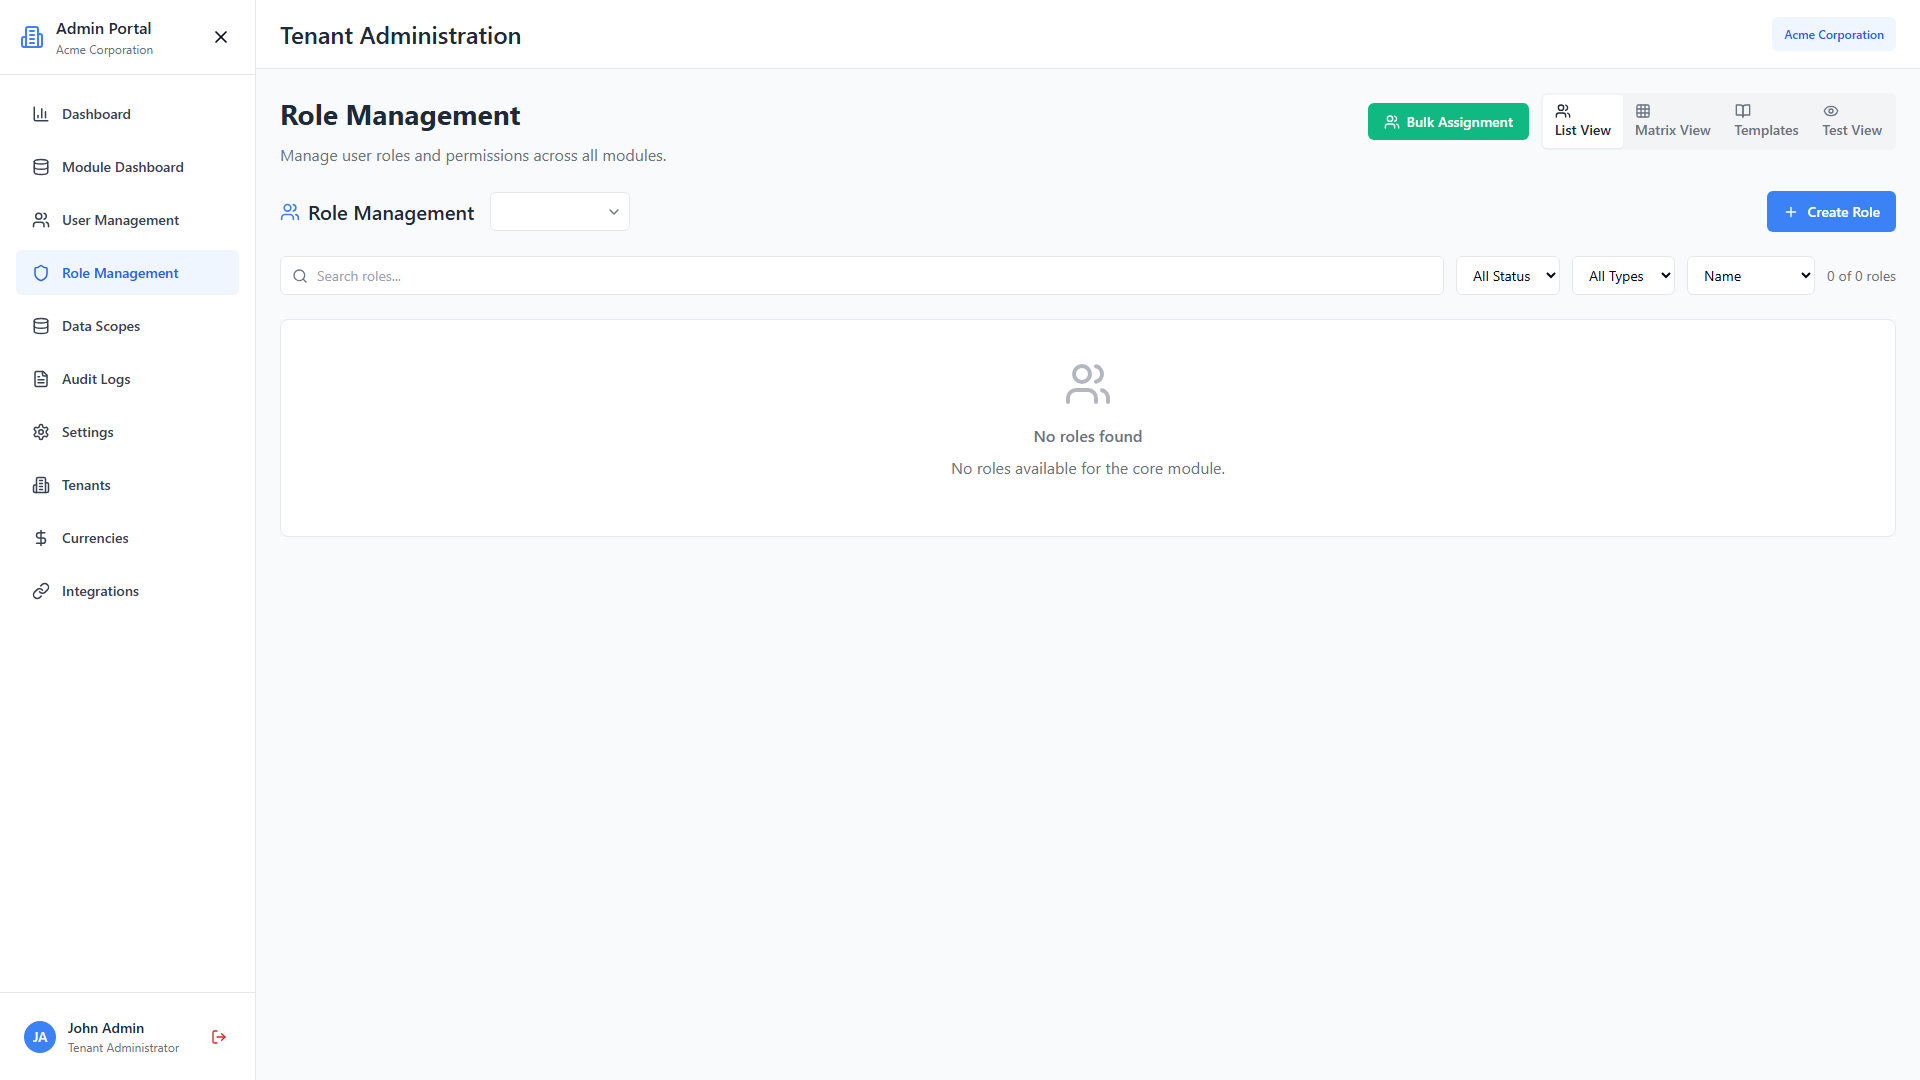 Admin Portal
Acme Corporation
Dashboard
Module Dashboard
User Management
Role Management
Data Scopes
Audit Logs
Settings
Tenants
Currencies
Integrations
JA
John Admin
Tenant Administrator
Tenant Administration
Acme Corporation
Role Management
Manage user roles and permissions across all modules.
Bulk Assignment
List View
Matrix View
Templates
Test View
Role Management
Create Role
Search roles...
All Status
All Types
Name
0 of 0 roles
No roles found
No roles available for the core module.